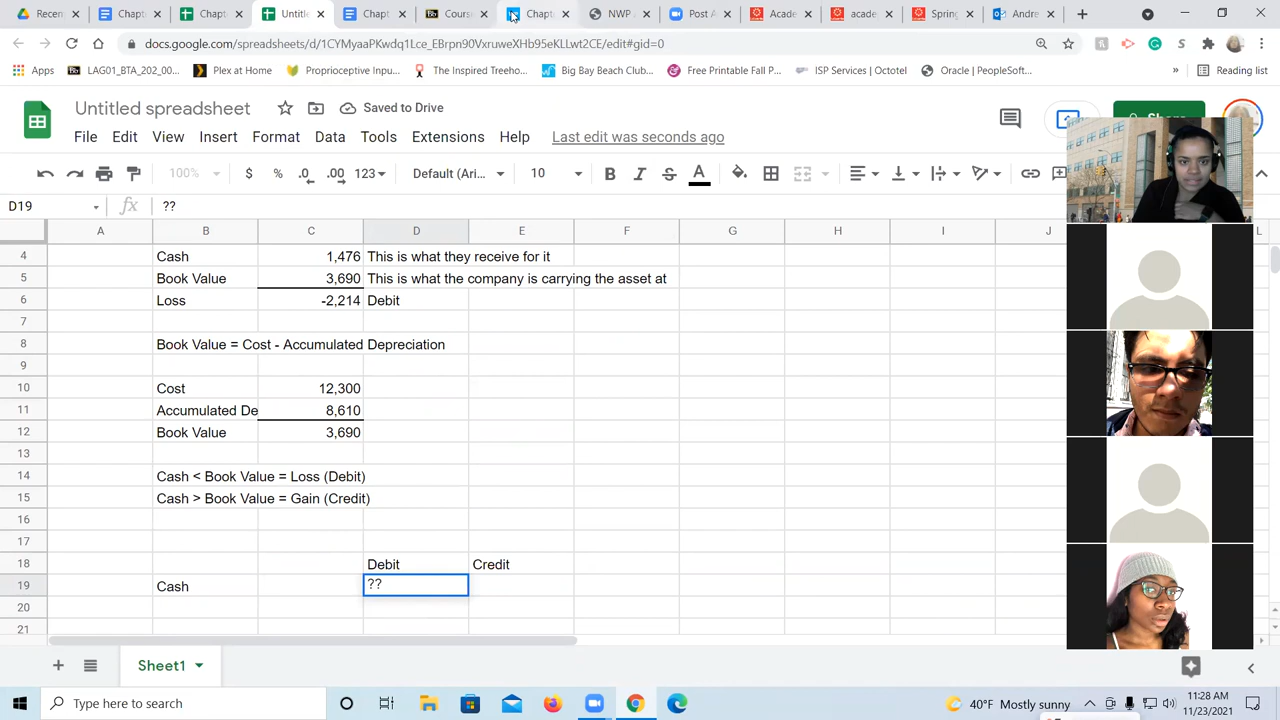 Recen
Chapt
Chapt
Untitle
Chapt
Bb
Course
Chapt
NWP
Post A
Acade
acade
Spring
Andre
docs.google.com/spreadsheets/d/1CYMyaaPKwdq1Lce_EBrQn90VxruweXHb95eKLLwt2CE/edit#gid=0
Apps
Bb
LAG01_BTA_202_00...
Plex at Home
Proprioceptive Inpu...
The Inspired Treeho...
Big Bay Beach Club...
Free Printable Fall P...
ISP Services | Octotel
Oracle | PeopleSoft...
Reading list
Untitled spreadsheet
Saved to Drive
File Edit View Insert Format Data Tools Extensions Help Last edit was seconds ago
100% $ % .0 .00 123 Default (Ari... 10 B I S A
D19 fx ??
A B C D E F G H I J L
4 Cash 1,476 This is what they receive for it
5 Book Value 3,690 This is what the company is carrying the asset at
6 Loss -2,214 Debit
7
8 Book Value = Cost - Accumulated Depreciation
9
10 Cost 12,300
11 Accumulated De 8,610
12 Book Value 3,690
13
14 Cash < Book Value = Loss (Debit)
15 Cash > Book Value = Gain (Credit)
16
17
18 Debit Credit
19 Cash ??
20
21
Sheet1
Type here to search
40°F Mostly sunny
11:28 AM
11/23/2021